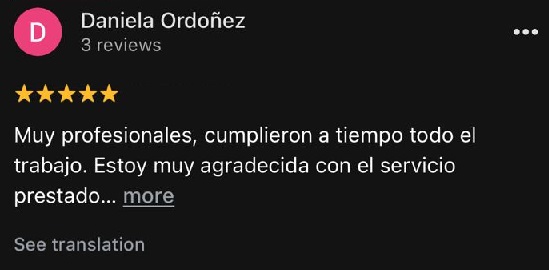 D
Daniela Ordoñez
3 reviews
Muy profesionales, cumplieron a tiempo todo el
trabajo. Estoy muy agradecida con el servicio
prestado... more
See translation